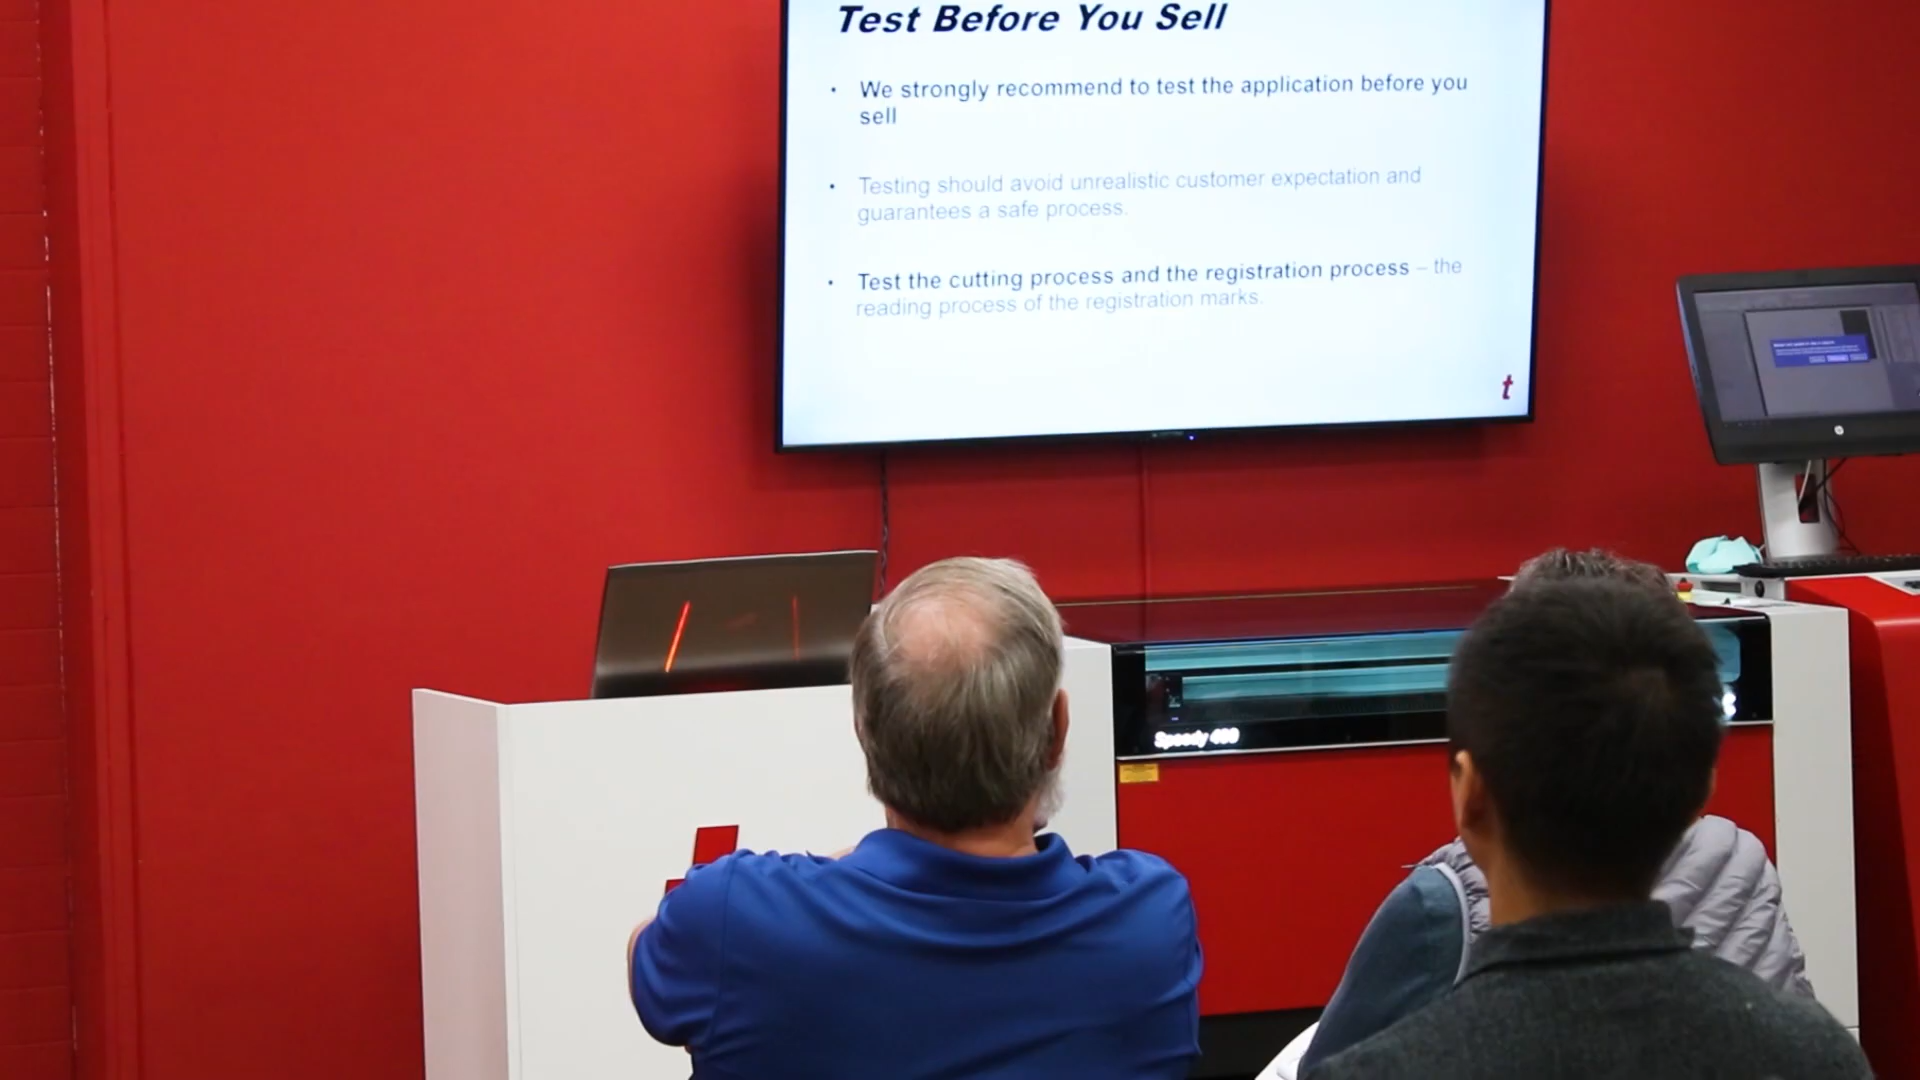 Test Before You Sell
• We strongly recommend to test the application before you
sell
• Testing should avoid unrealistic customer expectation and
guarantees a safe process.
• Test the cutting process and the registration process – the
reading process of the registration marks.
t
hp
Speedy 400